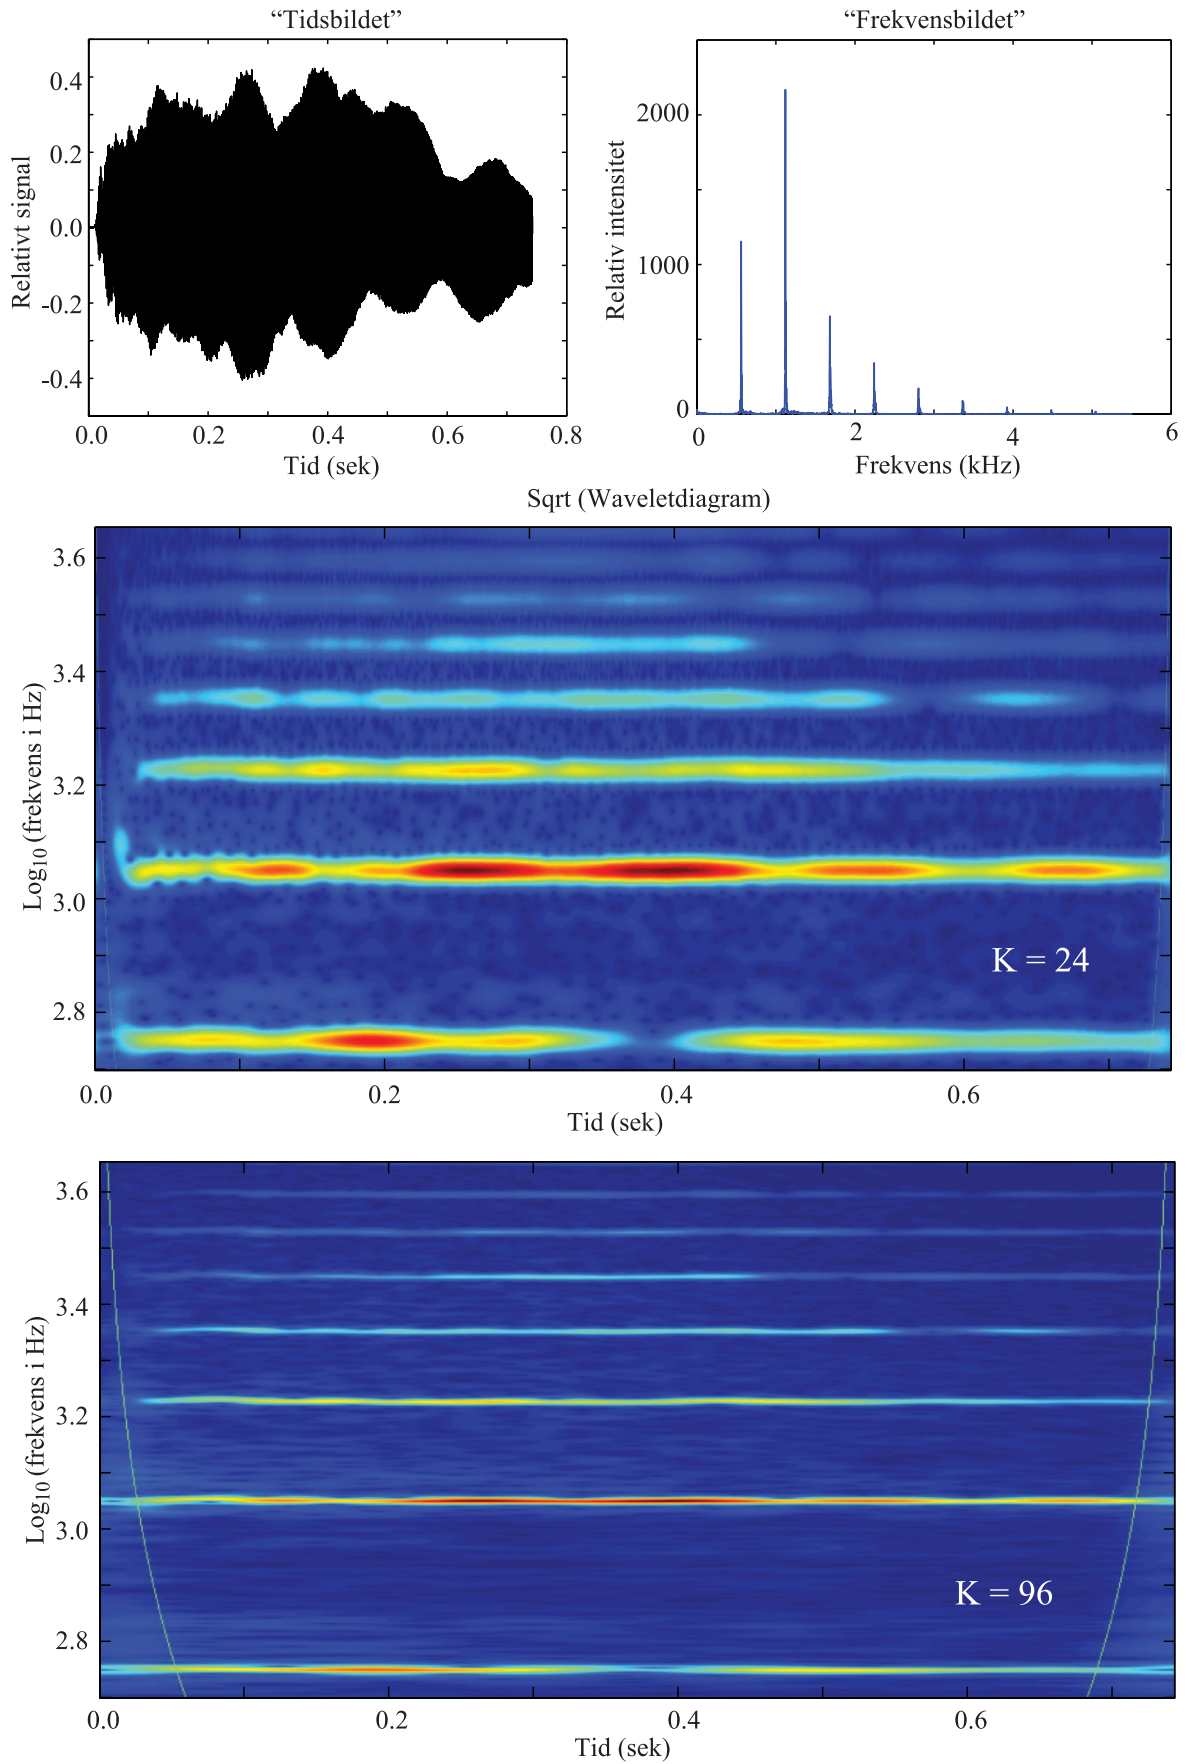 “Tidsbildet”
0.4
0.2
0.0
-0.2
-0.4
Relativt signal
0.0 0.2 0.4 0.6 0.8
Tid (sek)
“Frekvensbildet”
2000
1000
0
Relativ intensitet
0 2 4 6
Frekvens (kHz)
Sqrt (Waveletdiagram)
3.6
3.4
3.2
3.0
2.8
Log10 (frekvens i Hz)
K = 24
0.0 0.2 0.4 0.6
Tid (sek)
3.6
3.4
3.2
3.0
2.8
Log10 (frekvens i Hz)
K = 96
0.0 0.2 0.4 0.6
Tid (sek)